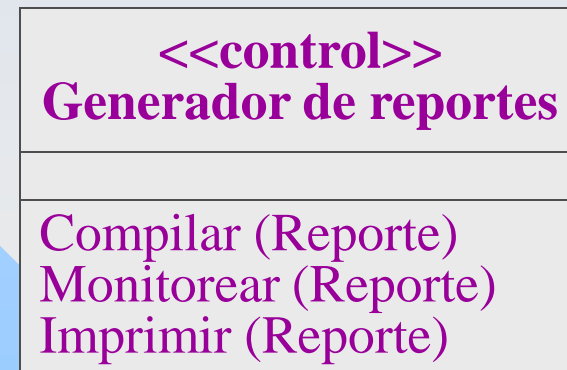 <<control>>
Generador de reportes
Compilar (Reporte)
Monitorear (Reporte)
Imprimir (Reporte)